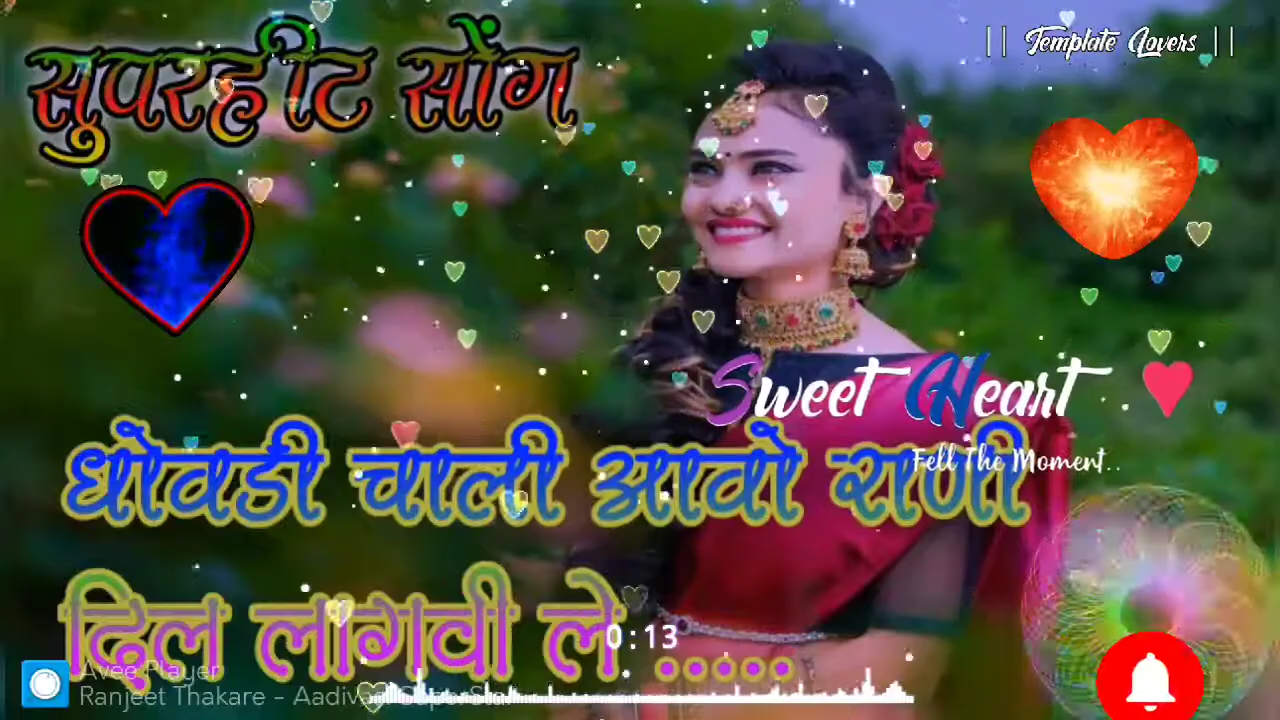 सुपरहीट सोंग
|| Template Lovers ||
Sweet Heart
Fell The Moment..
धोवडी चाली आवो राणी
दिल लागवी ले .....
0:13
Avee Player
Ranjeet Thakare - Aadiv